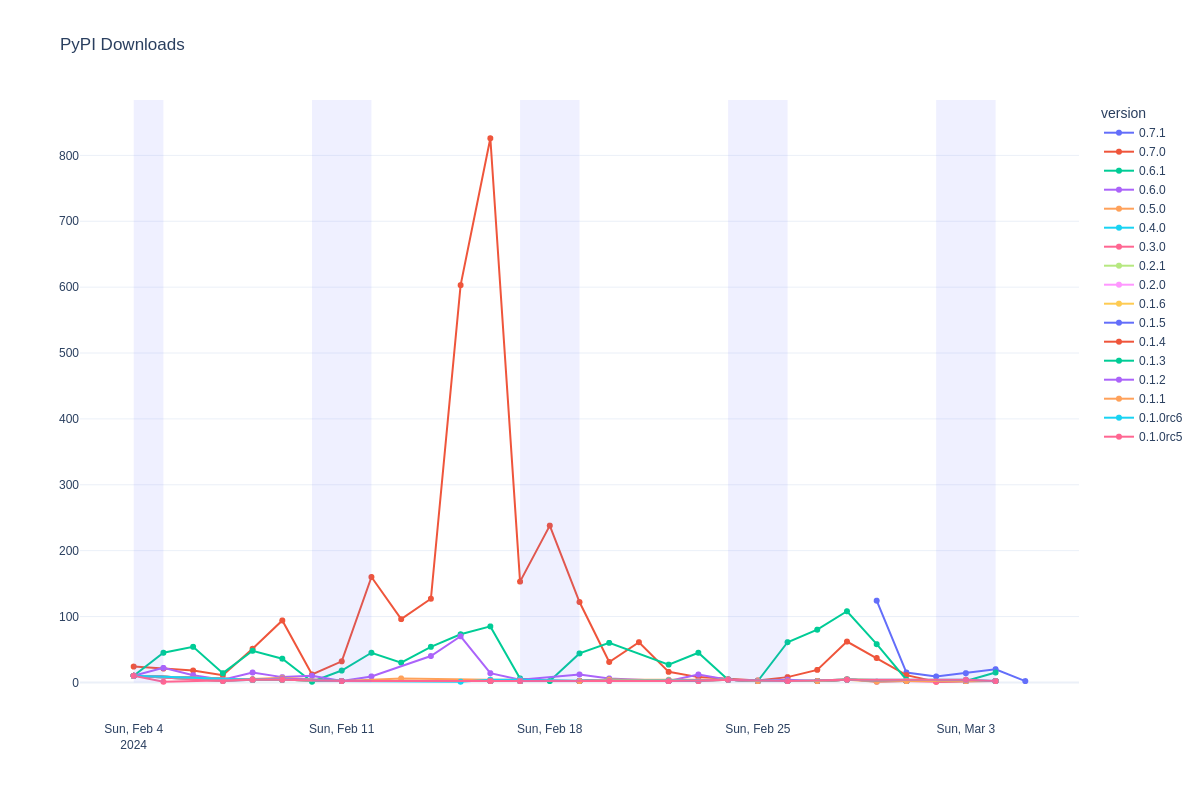 PyPI Downloads
version
0.7.1
0.7.0
0.6.1
0.6.0
0.5.0
0.4.0
0.3.0
0.2.1
0.2.0
0.1.6
0.1.5
0.1.4
0.1.3
0.1.2
0.1.1
0.1.0rc6
0.1.0rc5
800
700
600
500
400
300
200
100
0
Sun, Feb 4
2024
Sun, Feb 11
Sun, Feb 18
Sun, Feb 25
Sun, Mar 3